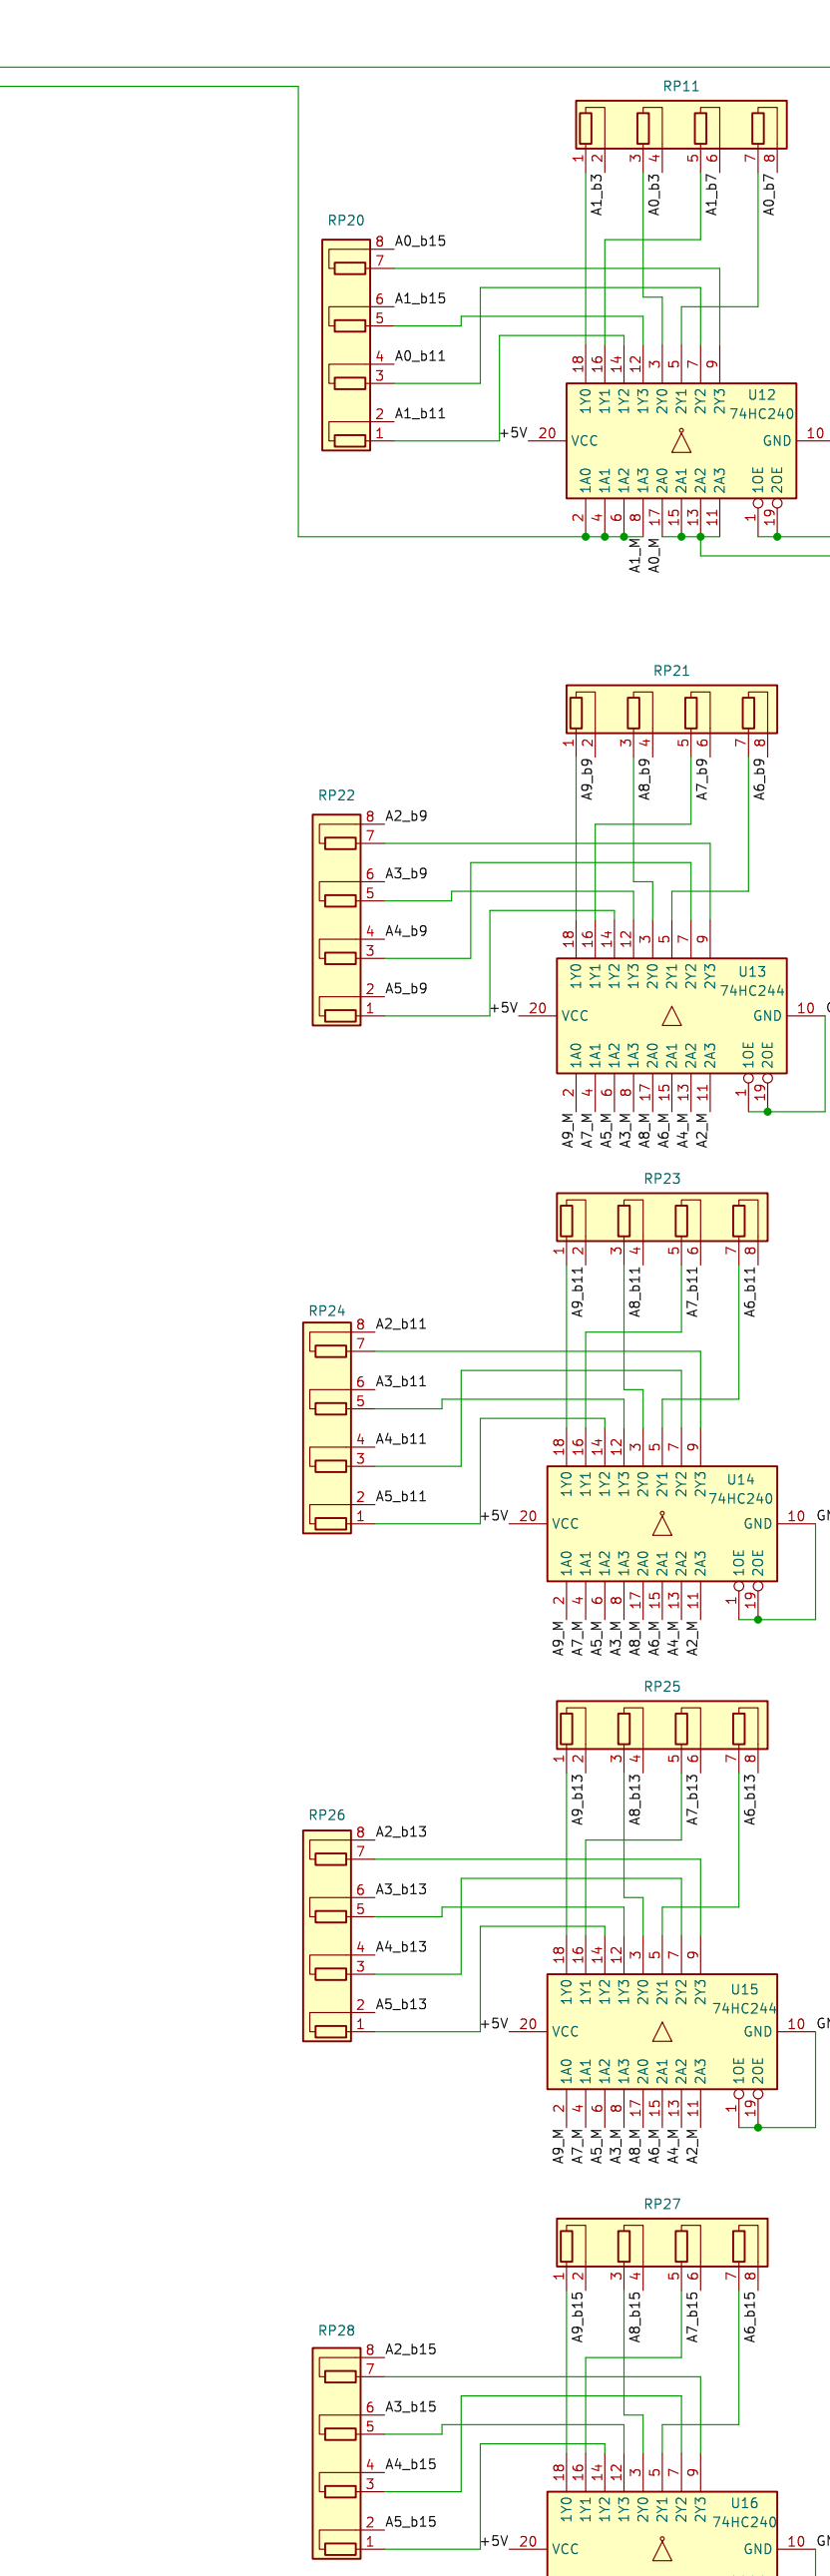 RP11
1 2 3 4 5 6 7 8
A1_b3 A0_b3 A1_b7 A0_b7
RP20
8 A0_b15
7
6 A1_b15
5
4 A0_b11
3
2 A1_b11
1
18 16 14 12 3 5 7 9
1Y0 1Y1 1Y2 1Y3 2Y0 2Y1 2Y2 2Y3
U12
74HC240
+5V 20 VCC GND 10
1A0 1A1 1A2 1A3 2A0 2A1 2A2 2A3 1OE 2OE
2 4 6 8 17 15 13 11 1 19
A1_M A0_M
RP21
1 2 3 4 5 6 7 8
A9_b9 A8_b9 A7_b9 A6_b9
RP22
8 A2_b9
7
6 A3_b9
5
4 A4_b9
3
2 A5_b9
1
18 16 14 12 3 5 7 9
1Y0 1Y1 1Y2 1Y3 2Y0 2Y1 2Y2 2Y3
U13
74HC244
+5V 20 VCC GND 10
1A0 1A1 1A2 1A3 2A0 2A1 2A2 2A3 1OE 2OE
2 4 6 8 17 15 13 11 1 19
A9_M A7_M A5_M A3_M A8_M A6_M A4_M A2_M
RP23
1 2 3 4 5 6 7 8
A9_b11 A8_b11 A7_b11 A6_b11
RP24
8 A2_b11
7
6 A3_b11
5
4 A4_b11
3
2 A5_b11
1
18 16 14 12 3 5 7 9
1Y0 1Y1 1Y2 1Y3 2Y0 2Y1 2Y2 2Y3
U14
74HC240
+5V 20 VCC GND 10
1A0 1A1 1A2 1A3 2A0 2A1 2A2 2A3 1OE 2OE
2 4 6 8 17 15 13 11 1 19
A9_M A7_M A5_M A3_M A8_M A6_M A4_M A2_M
RP25
1 2 3 4 5 6 7 8
A9_b13 A8_b13 A7_b13 A6_b13
RP26
8 A2_b13
7
6 A3_b13
5
4 A4_b13
3
2 A5_b13
1
18 16 14 12 3 5 7 9
1Y0 1Y1 1Y2 1Y3 2Y0 2Y1 2Y2 2Y3
U15
74HC244
+5V 20 VCC GND 10
1A0 1A1 1A2 1A3 2A0 2A1 2A2 2A3 1OE 2OE
2 4 6 8 17 15 13 11 1 19
A9_M A7_M A5_M A3_M A8_M A6_M A4_M A2_M
RP27
1 2 3 4 5 6 7 8
A9_b15 A8_b15 A7_b15 A6_b15
RP28
8 A2_b15
7
6 A3_b15
5
4 A4_b15
3
2 A5_b15
1
18 16 14 12 3 5 7 9
1Y0 1Y1 1Y2 1Y3 2Y0 2Y1 2Y2 2Y3
U16
74HC240
+5V 20 VCC GND 10